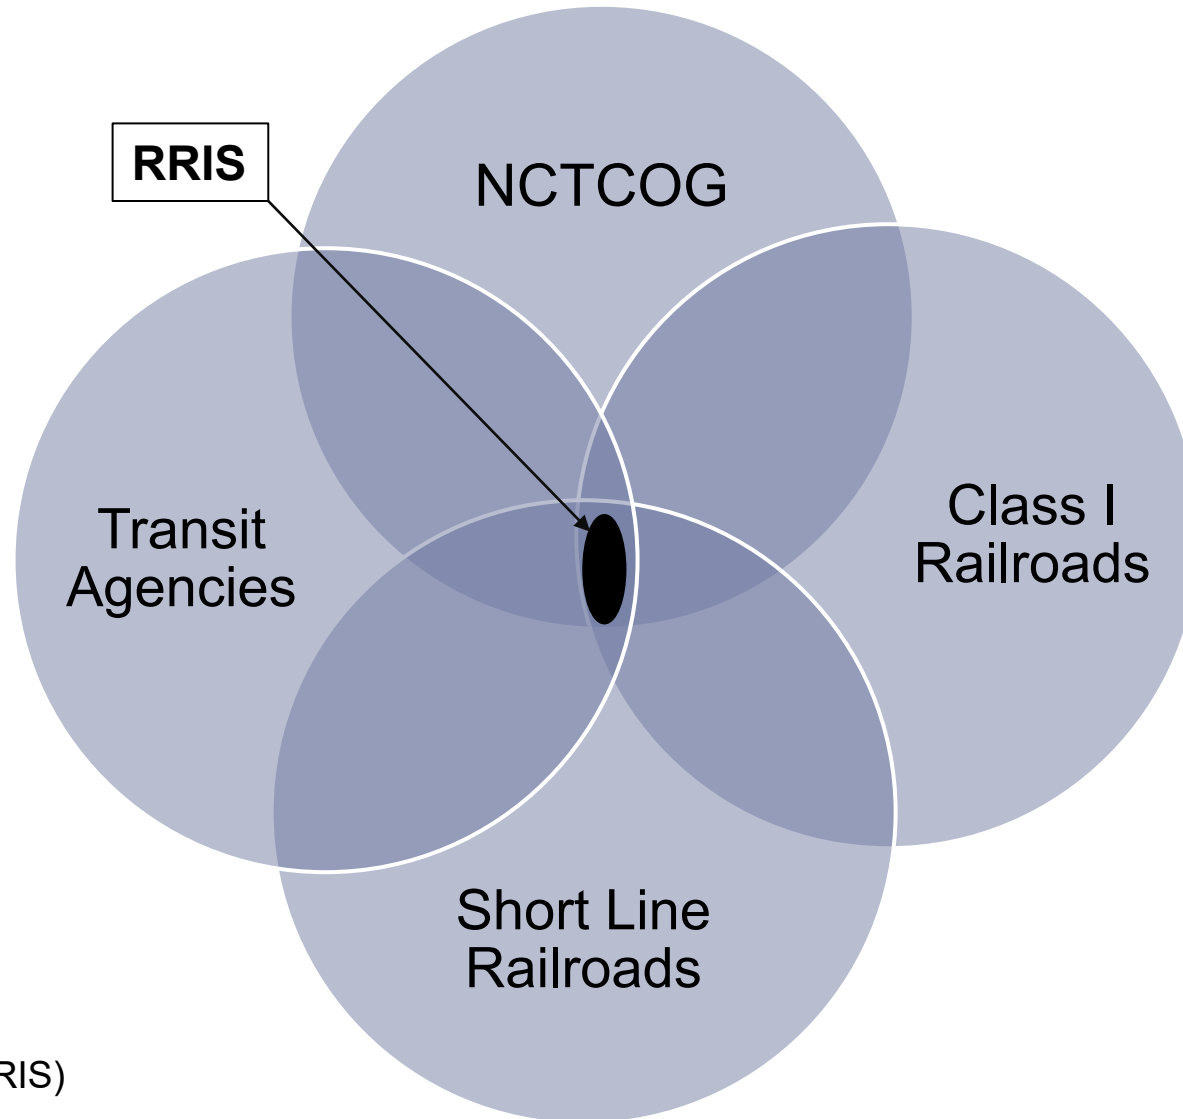 RRIS
NCTCOG
Class I
Railroads
Transit
Agencies
Short Line
Railroads
RIS)